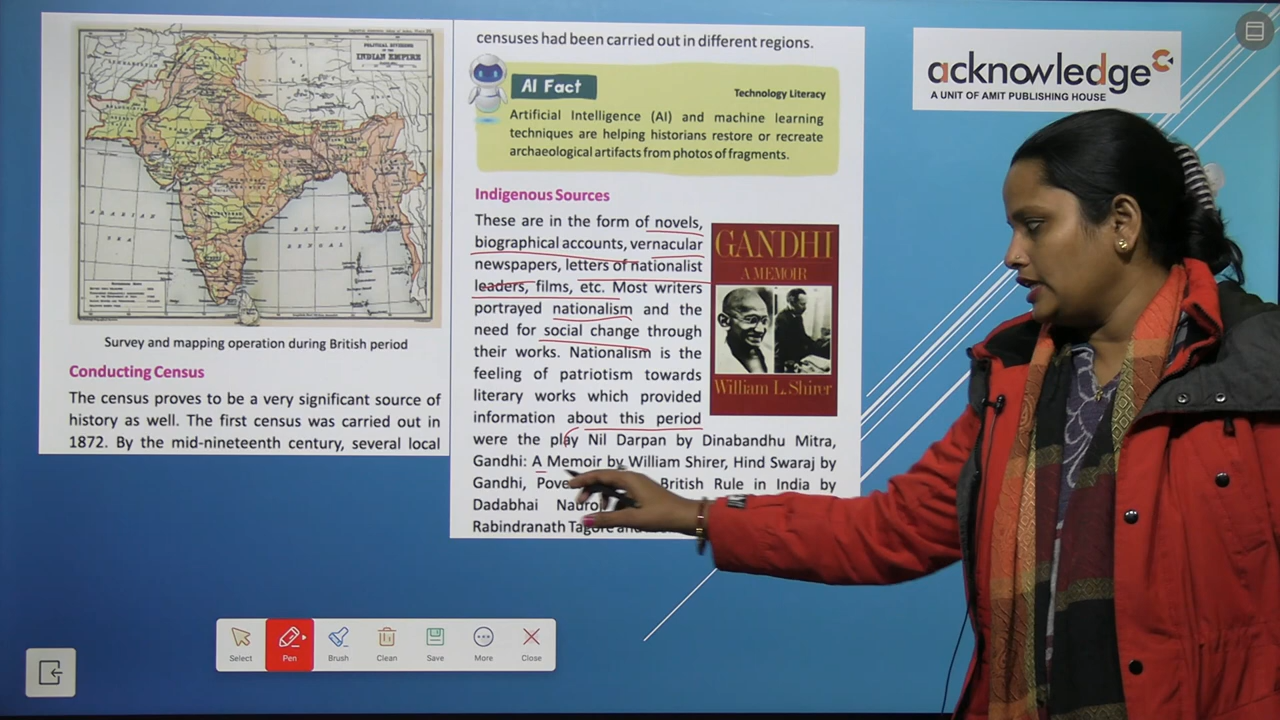 POLITICAL DIVISIONS
OF THE
INDIAN EMPIRE
ARABIAN
SEA
BAY OF
BENGAL
Survey and mapping operation during British period
Conducting Census
The census proves to be a very significant source of
history as well. The first census was carried out in
1872. By the mid-nineteenth century, several local
censuses had been carried out in different regions.
AI Fact
Technology Literacy
Artificial Intelligence (AI) and machine learning
techniques are helping historians restore or recreate
archaeological artifacts from photos of fragments.
Indigenous Sources
These are in the form of novels,
biographical accounts, vernacular
newspapers, letters of nationalist
leaders, films, etc. Most writers
portrayed nationalism and the
need for social change through
their works. Nationalism is the
feeling of patriotism towards
literary works which provided
information about this period
were the play Nil Darpan by Dinabandhu Mitra,
Gandhi: A Memoir by William Shirer, Hind Swaraj by
Gandhi, British Rule in India by
Dadabhai
Rabindranath Tagore
GANDHI
A MEMOIR
William L. Shirer
acknowledge
A UNIT OF AMIT PUBLISHING HOUSE
Select
Pen
Brush
Clean
Save
More
Close